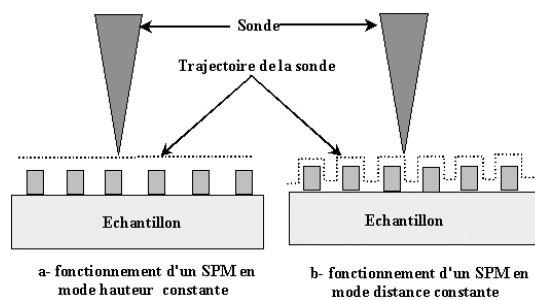 Sonde
Trajectoire de la sonde
Echantillon
Echantillon
a- fonctionnement d'un SPM en
mode hauteur constante
b- fonctionnement d'un SPM en
mode distance constante